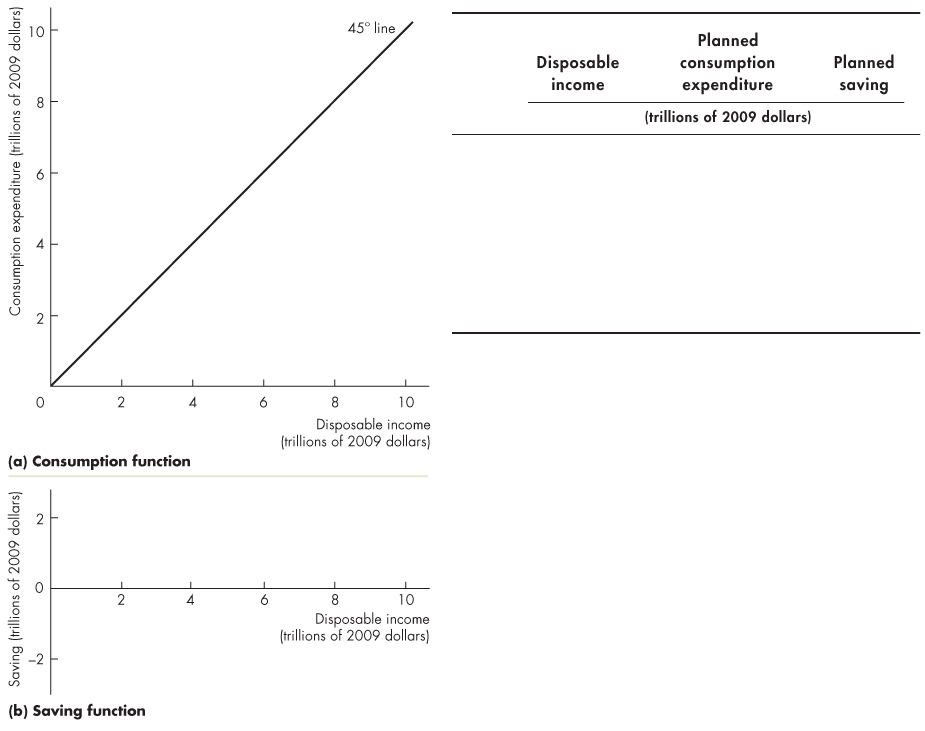 Consumption expenditure (trillions of 2009 dollars)
10
8
6
4
2
0
45° line
2 4 6 8 10
Disposable income
(trillions of 2009 dollars)
(a) Consumption function
Saving (trillions of 2009 dollars)
2
0
–2
2 4 6 8 10
Disposable income
(trillions of 2009 dollars)
(b) Saving function
Disposable
income
Planned
consumption
expenditure
Planned
saving
(trillions of 2009 dollars)